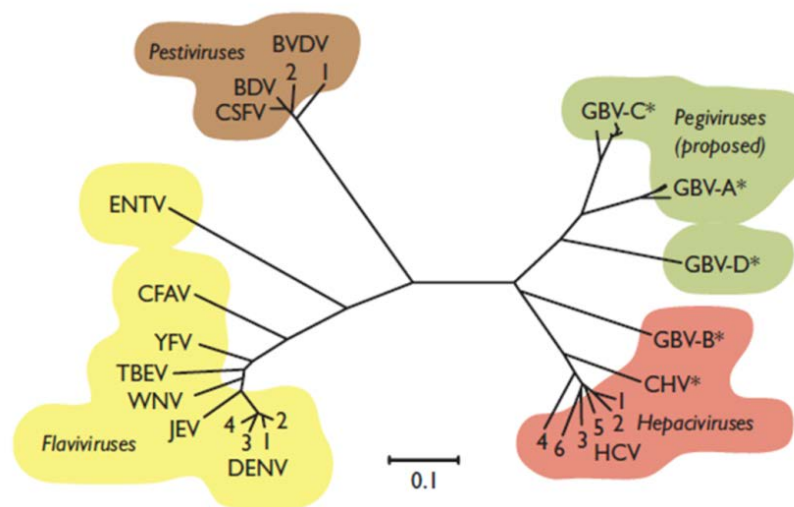 Pestiviruses
BVDV
2 1
BDV
CSFV
GBV-C*
Pegiviruses
(proposed)
GBV-A*
GBV-D*
ENTV
CFAV
YFV
TBEV
WNV
JEV
4 2
3 1
DENV
Flaviviruses
GBV-B*
CHV*
1
5 2
4 6 3
HCV
Hepaciviruses
0.1